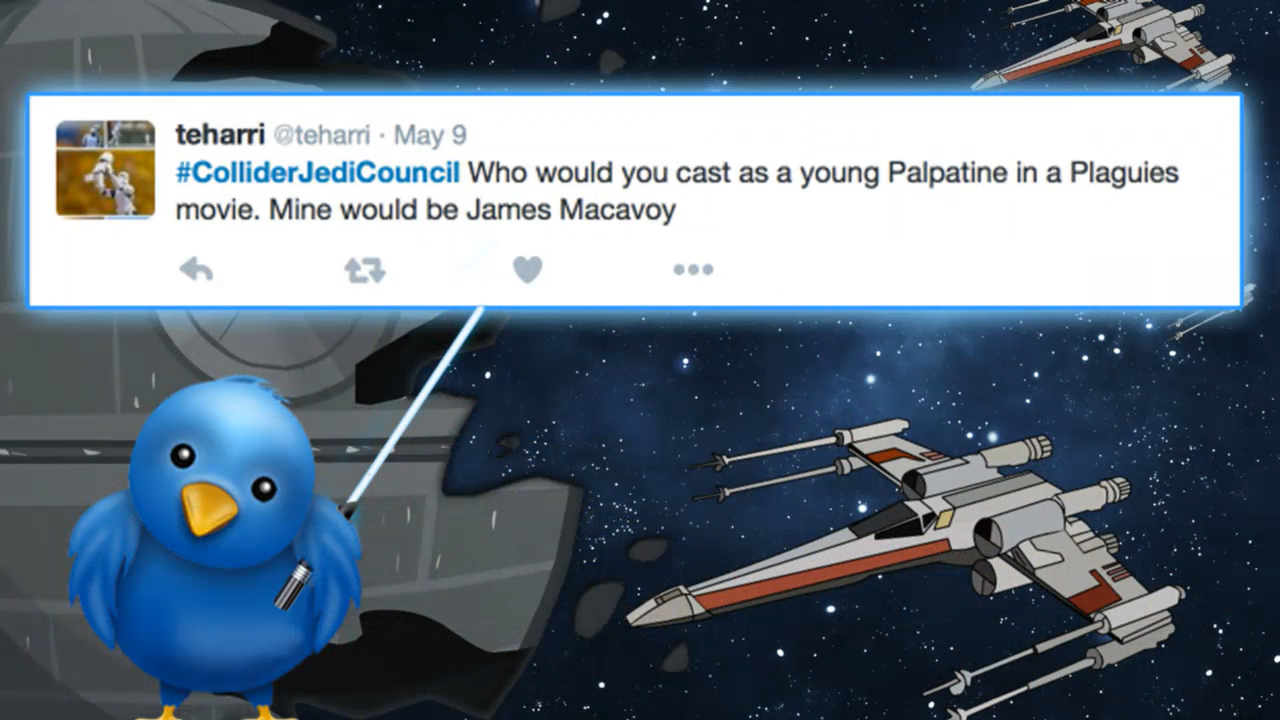 teharri @teharri · May 9
#ColliderJediCouncil Who would you cast as a young Palpatine in a Plaguies
movie. Mine would be James Macavoy